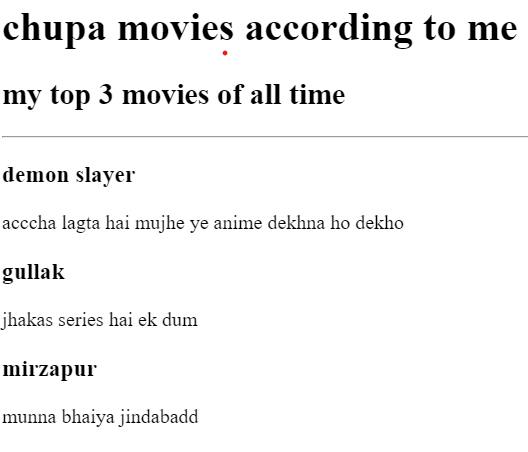 chupa movies according to me
my top 3 movies of all time
demon slayer
acccha lagta hai mujhe ye anime dekhna ho dekho
gullak
jhakas series hai ek dum
mirzapur
munna bhaiya jindabadd